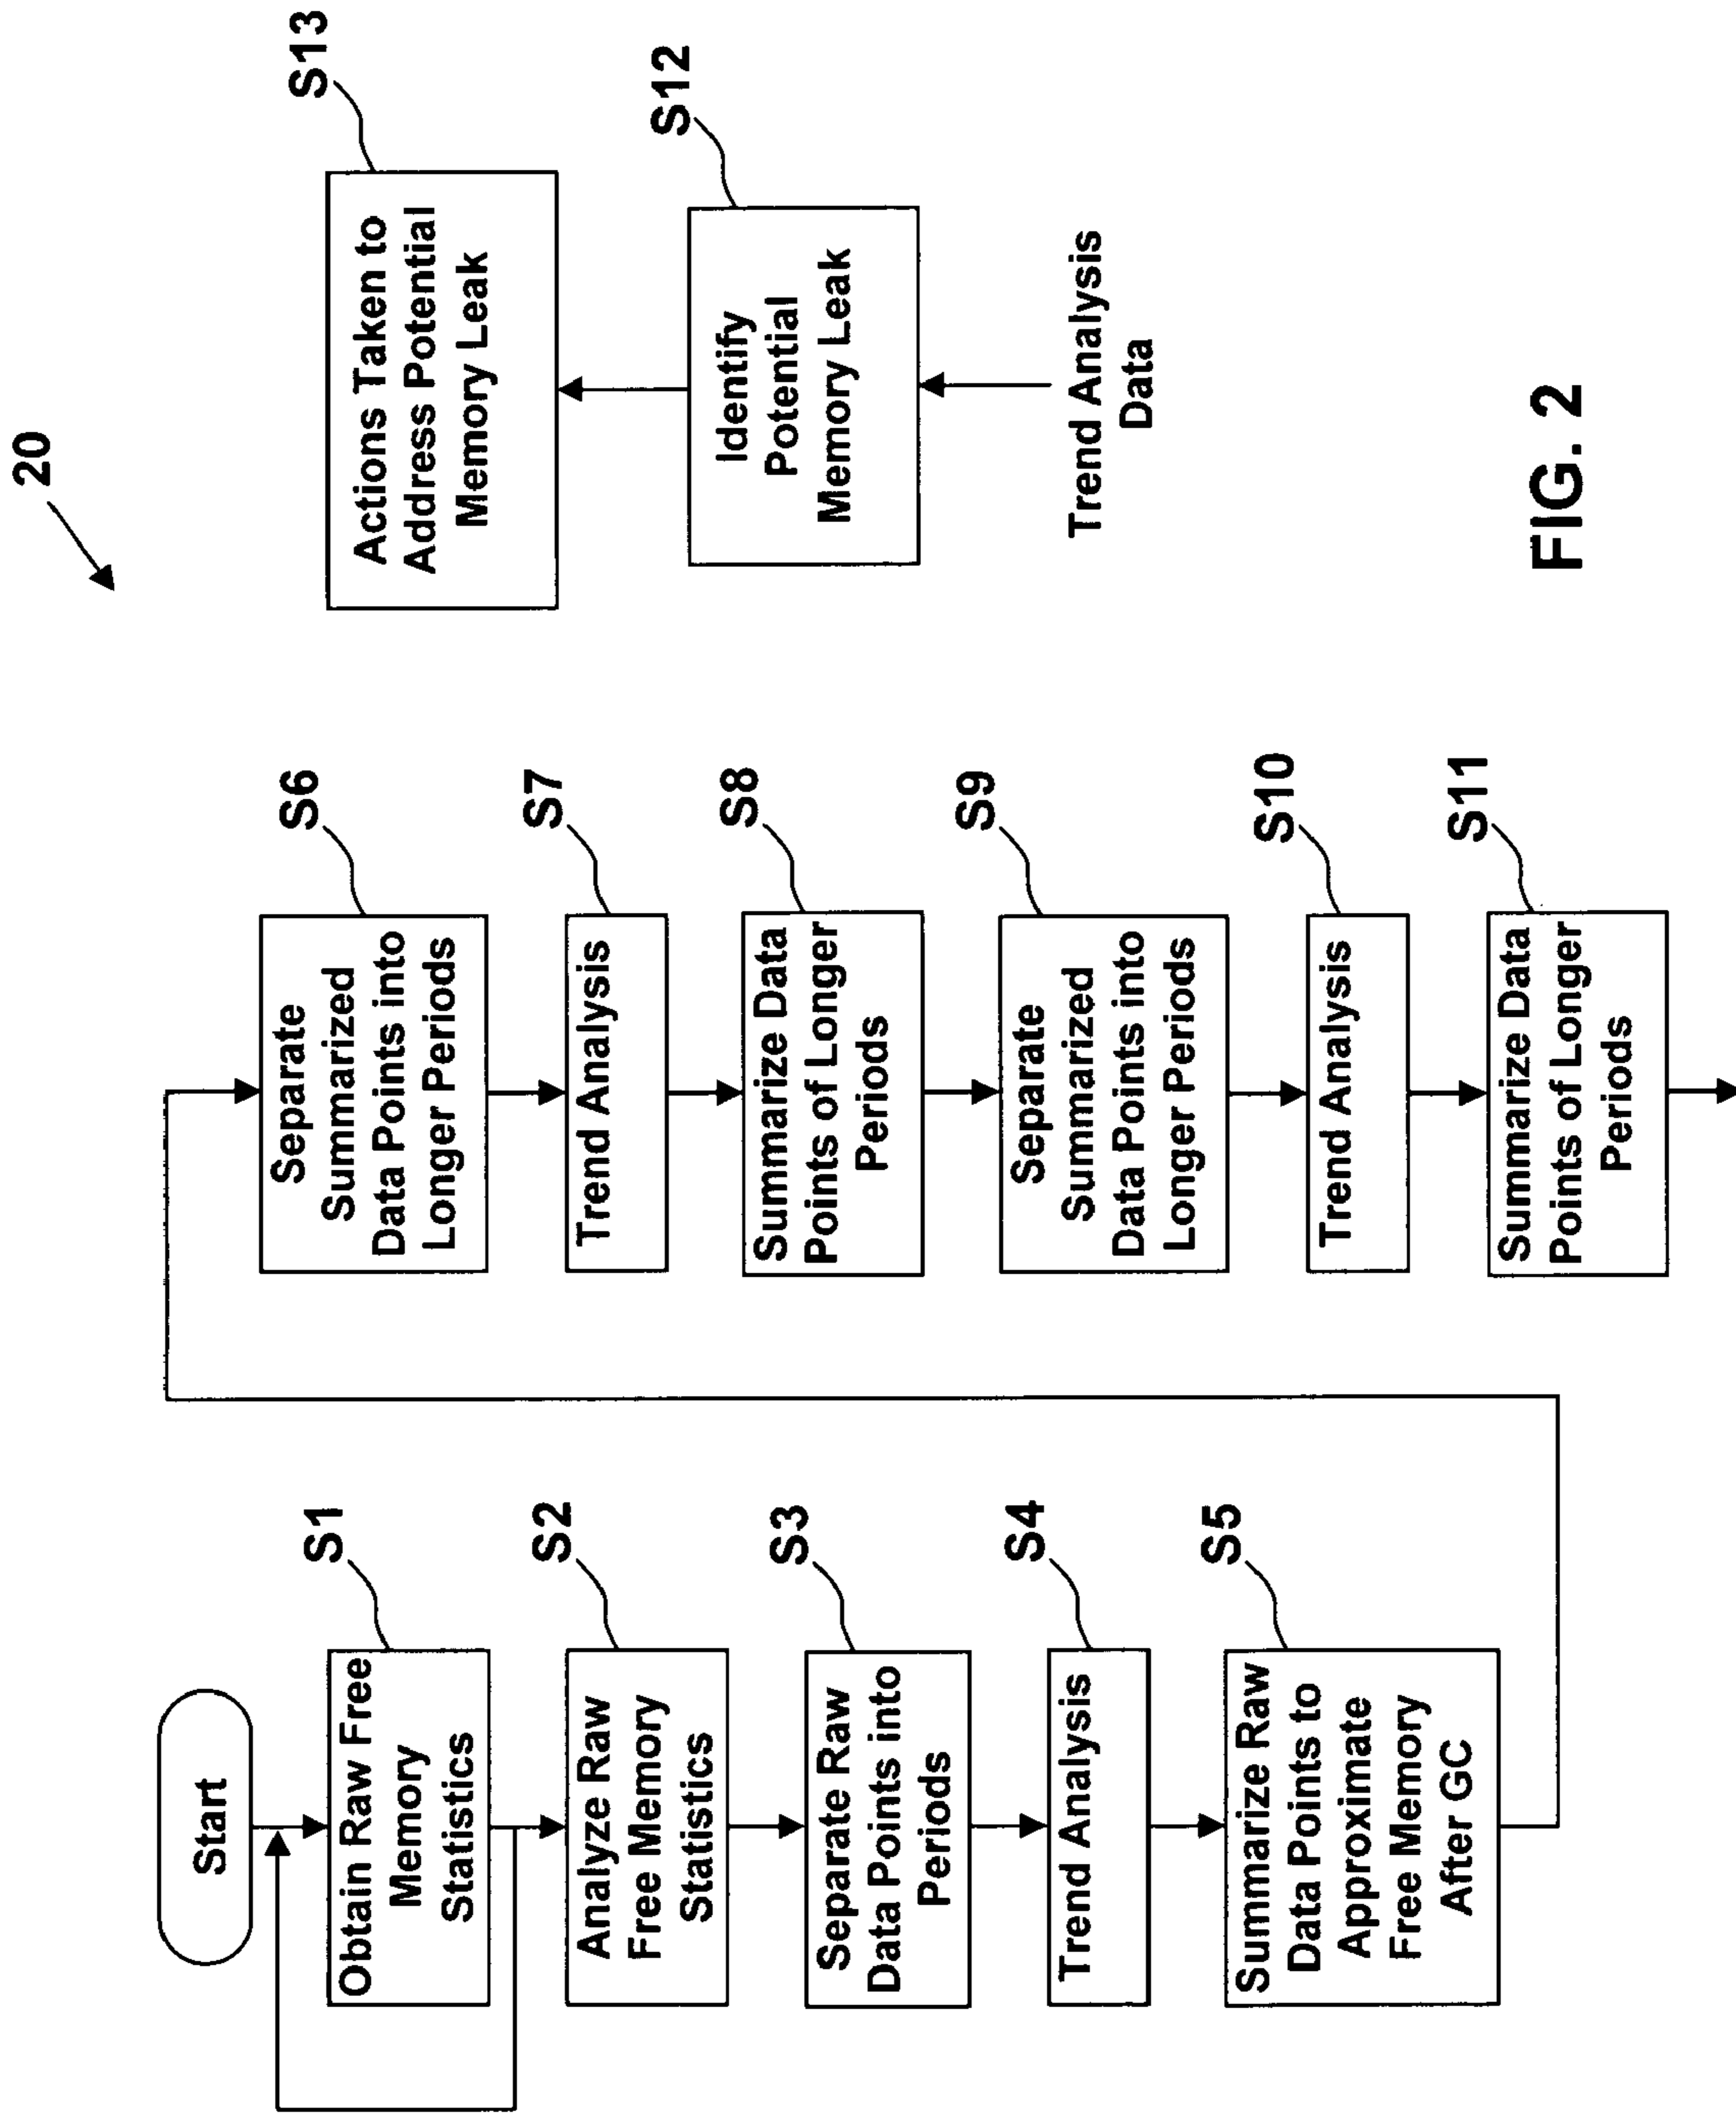 20
Start
S1
Obtain Raw Free
Memory
Statistics
S2
Analyze Raw
Free Memory
Statistics
S3
Separate Raw
Data Points into
Periods
S4
Trend Analysis
S5
Summarize Raw
Data Points to
Approximate
Free Memory
After GC
S6
Separate
Summarized
Data Points into
Longer Periods
S7
Trend Analysis
S8
Summarize Data
Points of Longer
Periods
S9
Separate
Summarized
Data Points into
Longer Periods
S10
Trend Analysis
S11
Summarize Data
Points of Longer
Periods
S13
Actions Taken to
Address Potential
Memory Leak
S12
Identify
Potential
Memory Leak
Trend Analysis
Data
FIG. 2